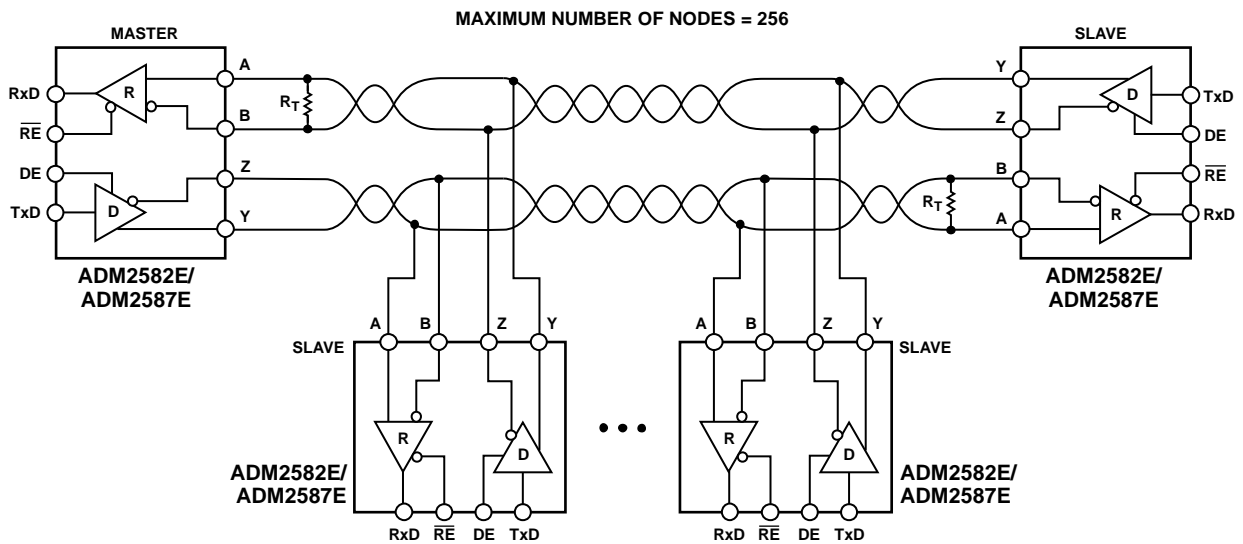 MAXIMUM NUMBER OF NODES = 256
MASTER
SLAVE
A
R
RxD
RT
B
RE
DE
Z
D
TxD
Y
ADM2582E/
ADM2587E
Y
D
TxD
Z
DE
B
RE
RT
R
RxD
A
ADM2582E/
ADM2587E
A B Z Y
SLAVE
R
D
ADM2582E/
ADM2587E
RxD RE DE TxD
A B Z Y
SLAVE
R
D
ADM2582E/
ADM2587E
RxD RE DE TxD